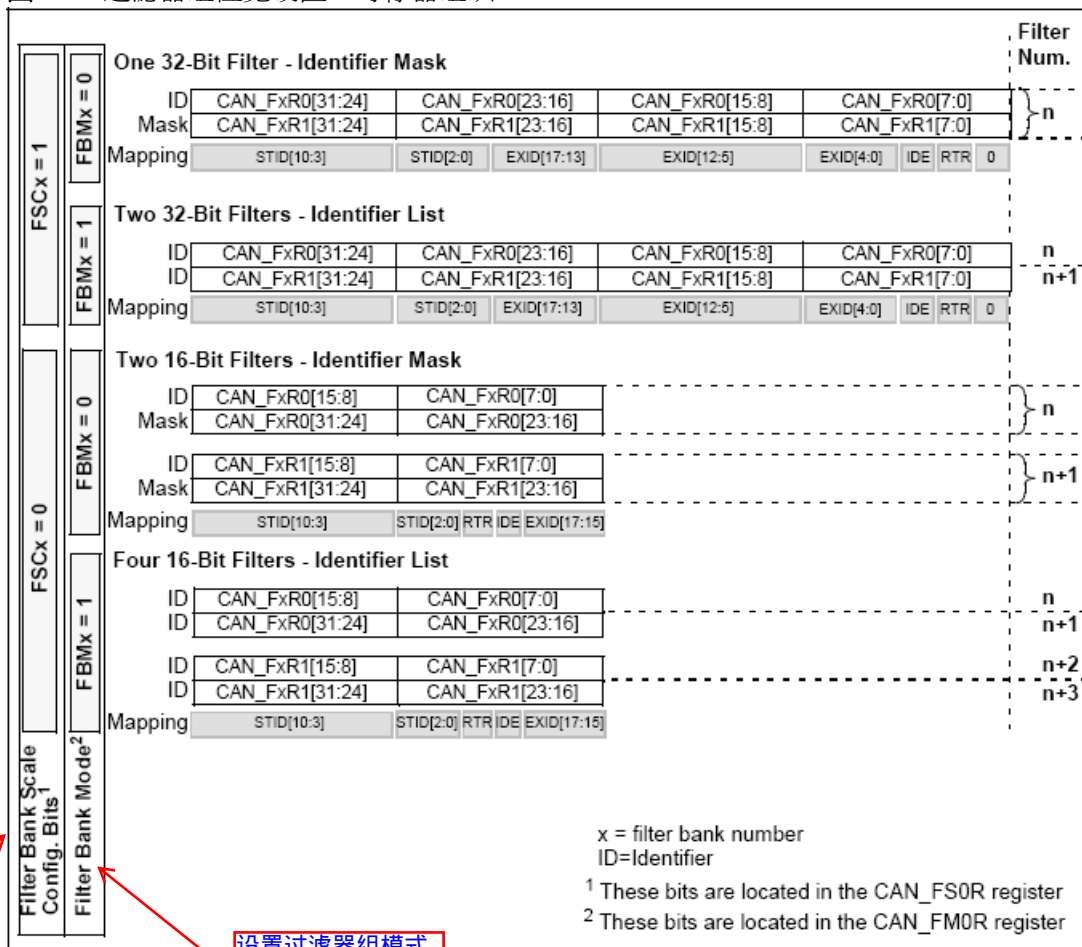 Filter
Num.
One 32-Bit Filter - Identifier Mask
FSCx = 1
FBMx = 0
ID CAN_FxR0[31:24] CAN_FxR0[23:16] CAN_FxR0[15:8] CAN_FxR0[7:0]
Mask CAN_FxR1[31:24] CAN_FxR1[23:16] CAN_FxR1[15:8] CAN_FxR1[7:0]
n
Mapping STID[10:3] STID[2:0] EXID[17:13] EXID[12:5] EXID[4:0] IDE RTR 0
Two 32-Bit Filters - Identifier List
FBMx = 1
ID CAN_FxR0[31:24] CAN_FxR0[23:16] CAN_FxR0[15:8] CAN_FxR0[7:0] n
ID CAN_FxR1[31:24] CAN_FxR1[23:16] CAN_FxR1[15:8] CAN_FxR1[7:0] n+1
Mapping STID[10:3] STID[2:0] EXID[17:13] EXID[12:5] EXID[4:0] IDE RTR 0
Two 16-Bit Filters - Identifier Mask
FSCx = 0
FBMx = 0
ID CAN_FxR0[15:8] CAN_FxR0[7:0]
Mask CAN_FxR0[31:24] CAN_FxR0[23:16]
n
ID CAN_FxR1[15:8] CAN_FxR1[7:0]
Mask CAN_FxR1[31:24] CAN_FxR1[23:16]
n+1
Mapping STID[10:3] STID[2:0] RTR IDE EXID[17:15]
Four 16-Bit Filters - Identifier List
FBMx = 1
ID CAN_FxR0[15:8] CAN_FxR0[7:0] n
ID CAN_FxR0[31:24] CAN_FxR0[23:16] n+1
ID CAN_FxR1[15:8] CAN_FxR1[7:0] n+2
ID CAN_FxR1[31:24] CAN_FxR1[23:16] n+3
Mapping STID[10:3] STID[2:0] RTR IDE EXID[17:15]
Filter Bank Scale
Config. Bits¹
Filter Bank Mode²
x = filter bank number
ID=Identifier
¹ These bits are located in the CAN_FS0R register
² These bits are located in the CAN_FM0R register
设置过滤器组模式